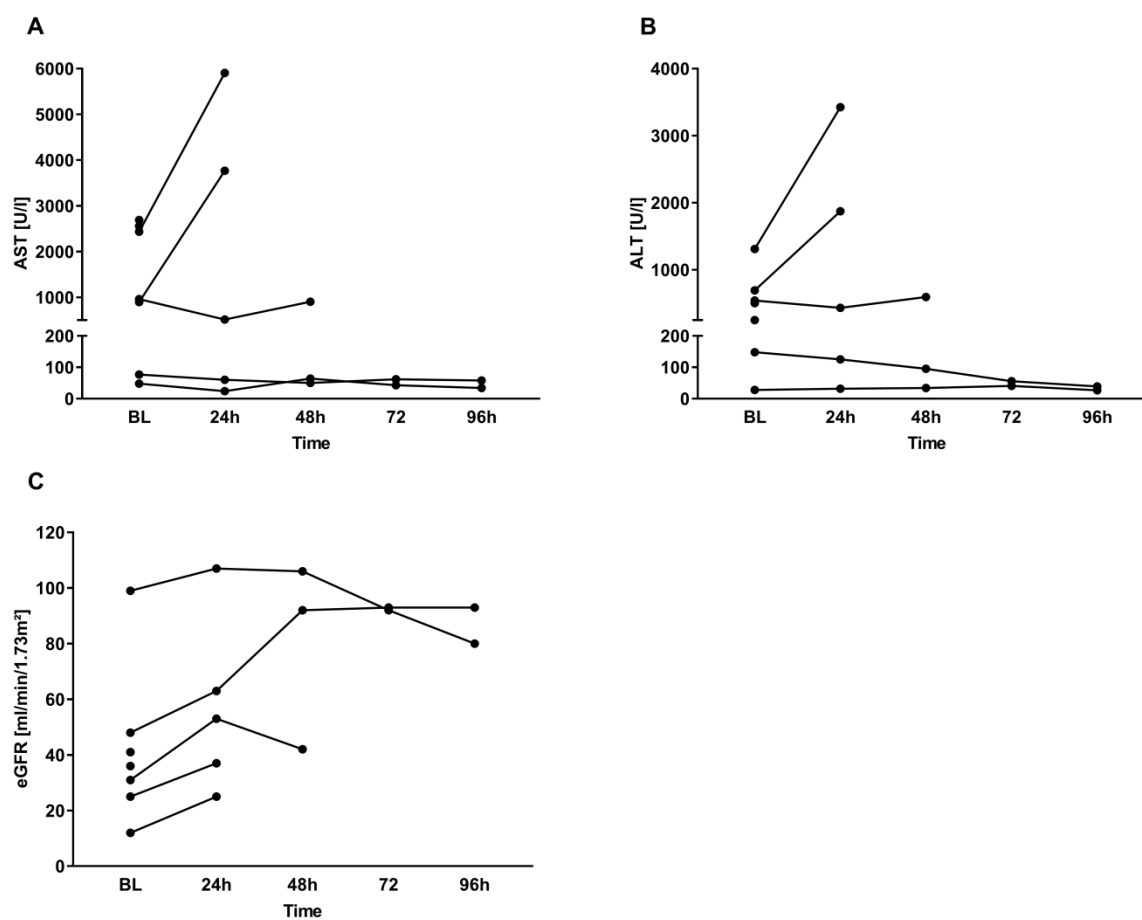 A
AST [U/l]
6000
5000
4000
3000
2000
1000
200
100
0
BL 24h 48h 72 96h
Time
B
ALT [U/l]
4000
3000
2000
1000
200
100
0
BL 24h 48h 72 96h
Time
C
eGFR [ml/min/1.73m²]
120
100
80
60
40
20
0
BL 24h 48h 72 96h
Time